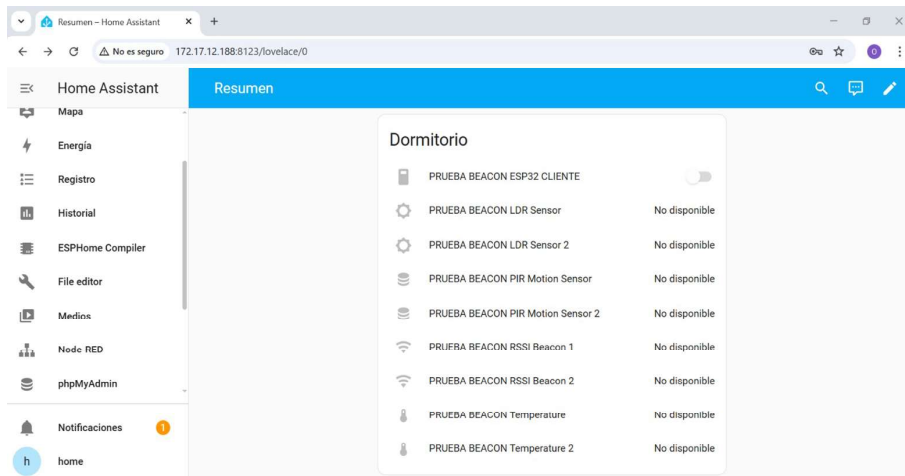 Resumen – Home Assistant
No es seguro 172.17.12.188:8123/lovelace/0
O
Home Assistant
Resumen
Mapa
Energía
Registro
Historial
ESPHome Compiler
File editor
Medios
Node RED
phpMyAdmin
Notificaciones 1
h home
Dormitorio
PRUEBA BEACON ESP32 CLIENTE
PRUEBA BEACON LDR Sensor No disponible
PRUEBA BEACON LDR Sensor 2 No disponible
PRUEBA BEACON PIR Motion Sensor No disponible
PRUEBA BEACON PIR Motion Sensor 2 No disponible
PRUEBA BEACON RSSI Beacon 1 No disponible
PRUEBA BEACON RSSI Beacon 2 No disponible
PRUEBA BEACON Temperature No disponible
PRUEBA BEACON Temperature 2 No disponible